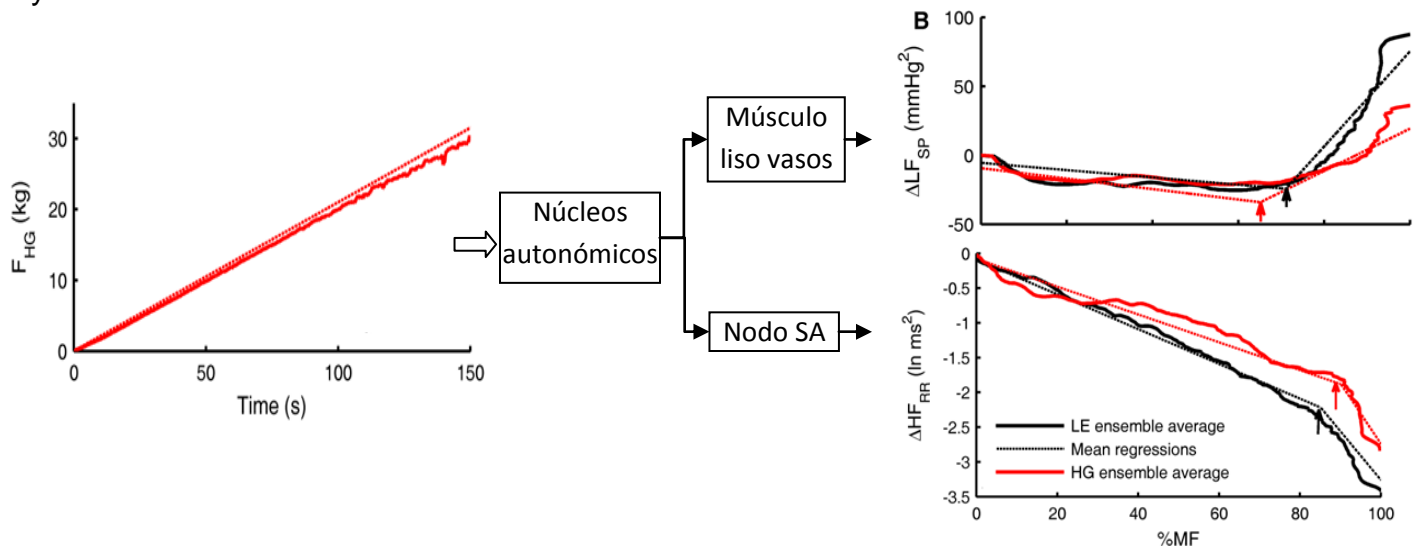 30
20
10
0
F_HG (kg)
0
50
100
150
Time (s)
Núcleos
autonómicos
Músculo
liso vasos
Nodo SA
B
100
50
0
-50
ΔLF_SP (mmHg²)
0
-0.5
-1
-1.5
-2
-2.5
-3
-3.5
ΔHF_RR (ln ms²)
LE ensemble average
Mean regressions
HG ensemble average
0
20
40
60
80
100
%MF